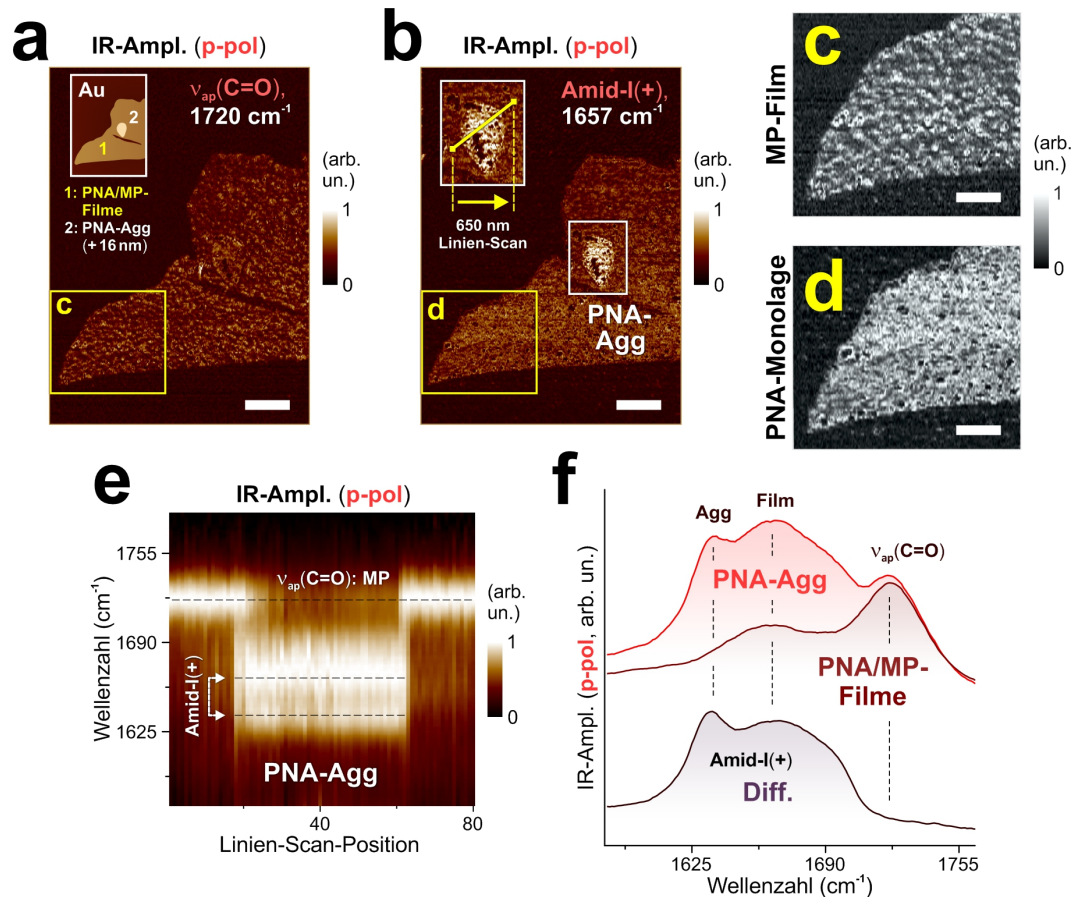 a
IR-Ampl. (p-pol)
Au
2
1
ν_ap(C=O),
1720 cm⁻¹
1: PNA/MP-
Filme
2: PNA-Agg
(+ 16 nm)
c
(arb.
un.)
1
0
b
IR-Ampl. (p-pol)
Amid-I(+),
1657 cm⁻¹
650 nm
Linien-Scan
d
PNA-
Agg
(arb.
un.)
1
0
c
MP-Film
d
PNA-Monolage
(arb.
un.)
1
0
e
IR-Ampl. (p-pol)
Wellenzahl (cm⁻¹)
1755
1690
1625
ν_ap(C=O): MP
Amid-I(+)
PNA-Agg
40
80
Linien-Scan-Position
(arb.
un.)
1
0
f
IR-Ampl. (p-pol, arb. un.)
Agg
Film
ν_ap(C=O)
PNA-Agg
PNA/MP-
Filme
Amid-I(+)
Diff.
1625
1690
1755
Wellenzahl (cm⁻¹)